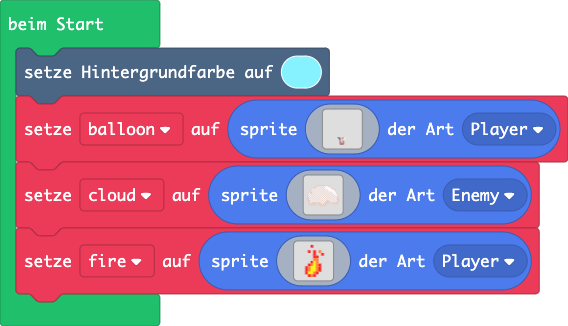 beim Start
setze Hintergrundfarbe auf
setze balloon auf sprite der Art Player
setze cloud auf sprite der Art Enemy
setze fire auf sprite der Art Player